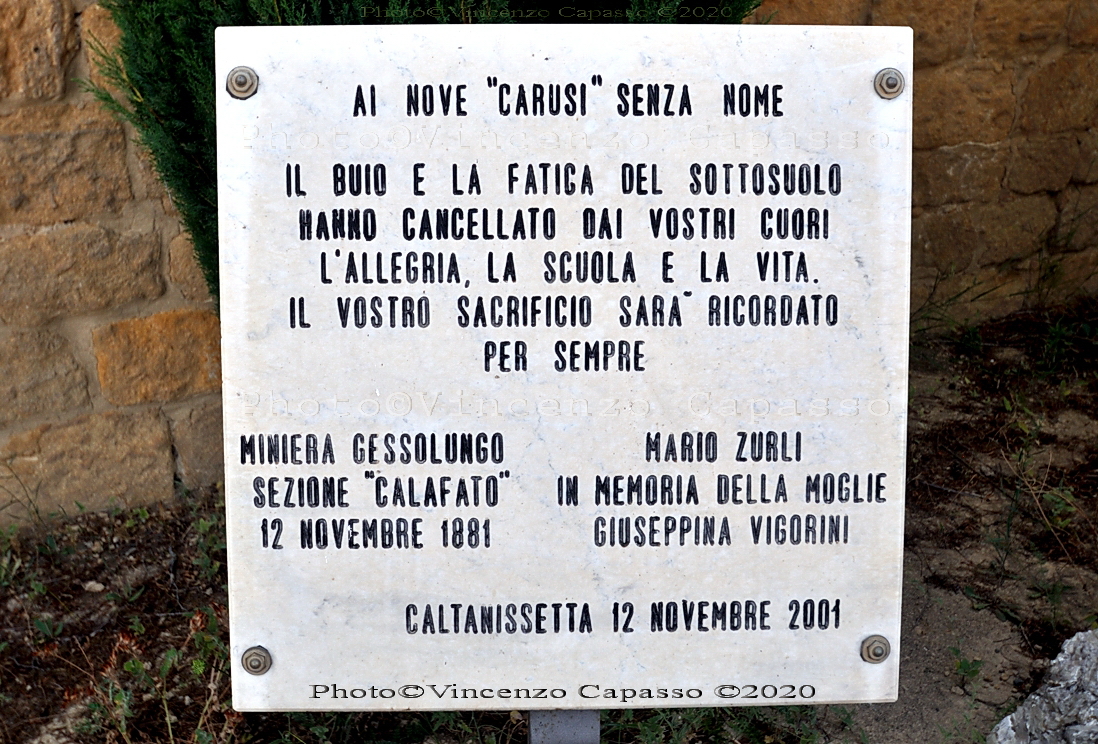 Photo©Vincenzo Capasso ©2020
AI NOVE "CARUSI" SENZA NOME
Photo©Vincenzo Capasso
IL BUIO E LA FATICA DEL SOTTOSUOLO
HANNO CANCELLATO DAI VOSTRI CUORI
L'ALLEGRIA, LA SCUOLA E LA VITA.
IL VOSTRO SACRIFICIO SARA' RICORDATO
PER SEMPRE
Photo©Vincenzo Capasso
MINIERA GESSOLUNGO
SEZIONE "CALAFATO"
12 NOVEMBRE 1881
MARIO ZURLI
IN MEMORIA DELLA MOGLIE
GIUSEPPINA VIGORINI
CALTANISSETTA 12 NOVEMBRE 2001
Photo©Vincenzo Capasso ©2020